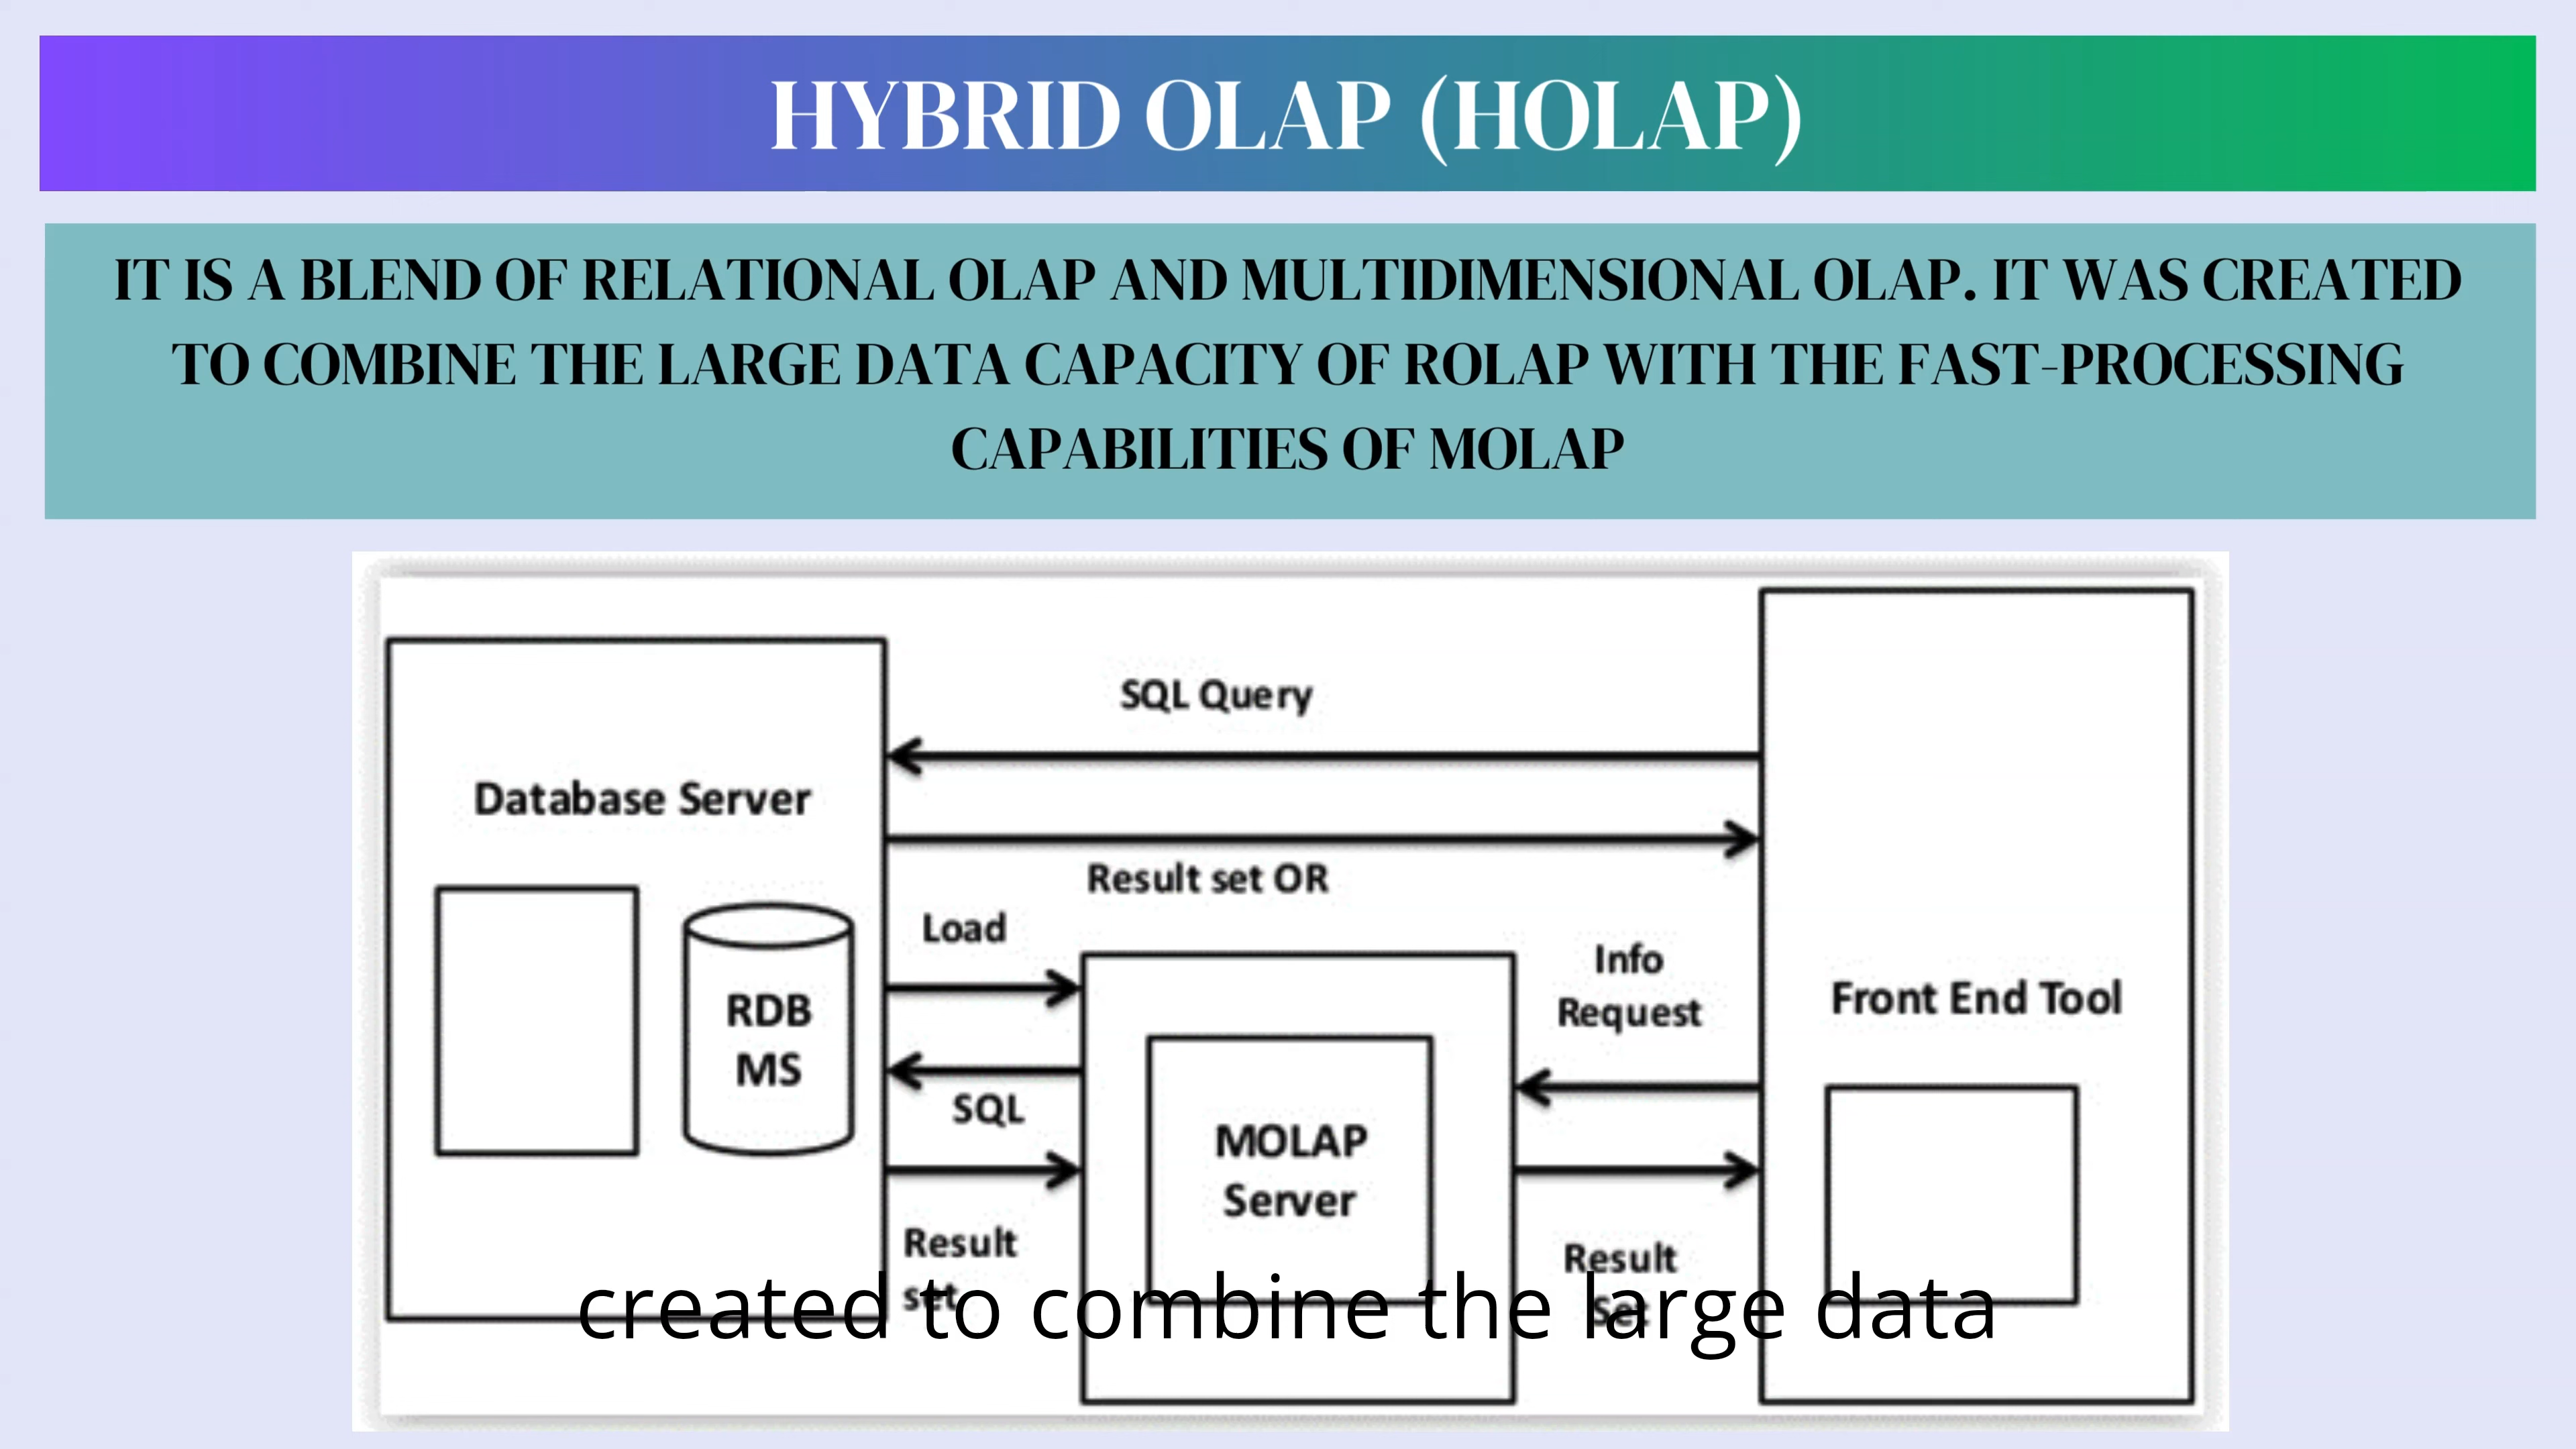 HYBRID OLAP (HOLAP)
IT IS A BLEND OF RELATIONAL OLAP AND MULTIDIMENSIONAL OLAP. IT WAS CREATED
TO COMBINE THE LARGE DATA CAPACITY OF ROLAP WITH THE FAST-PROCESSING
CAPABILITIES OF MOLAP
SQL Query
Database Server
Result set OR
Load
Info
Request
Front End Tool
RDB
MS
SQL
MOLAP
Server
Result
set
Result
Set
created to combine the large data